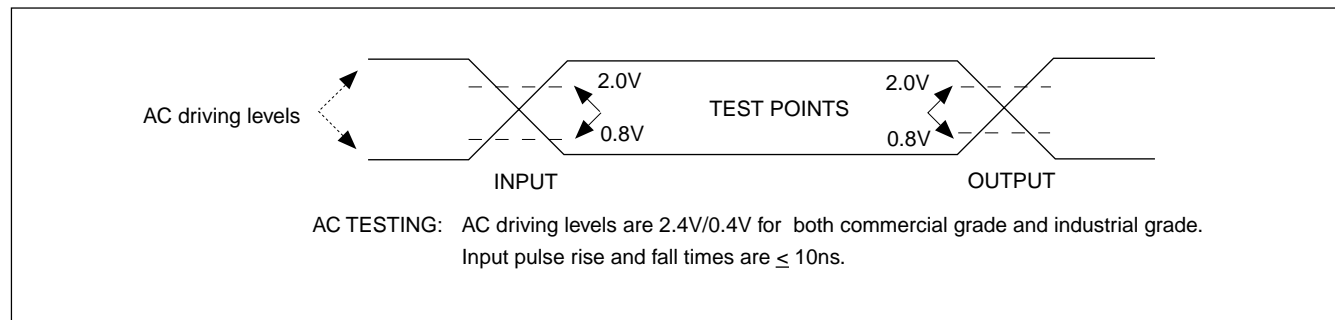 2.0V
2.0V
AC driving levels
TEST POINTS
0.8V
0.8V
INPUT
OUTPUT
AC TESTING: AC driving levels are 2.4V/0.4V for both commercial grade and industrial grade.
Input pulse rise and fall times are ≤ 10ns.